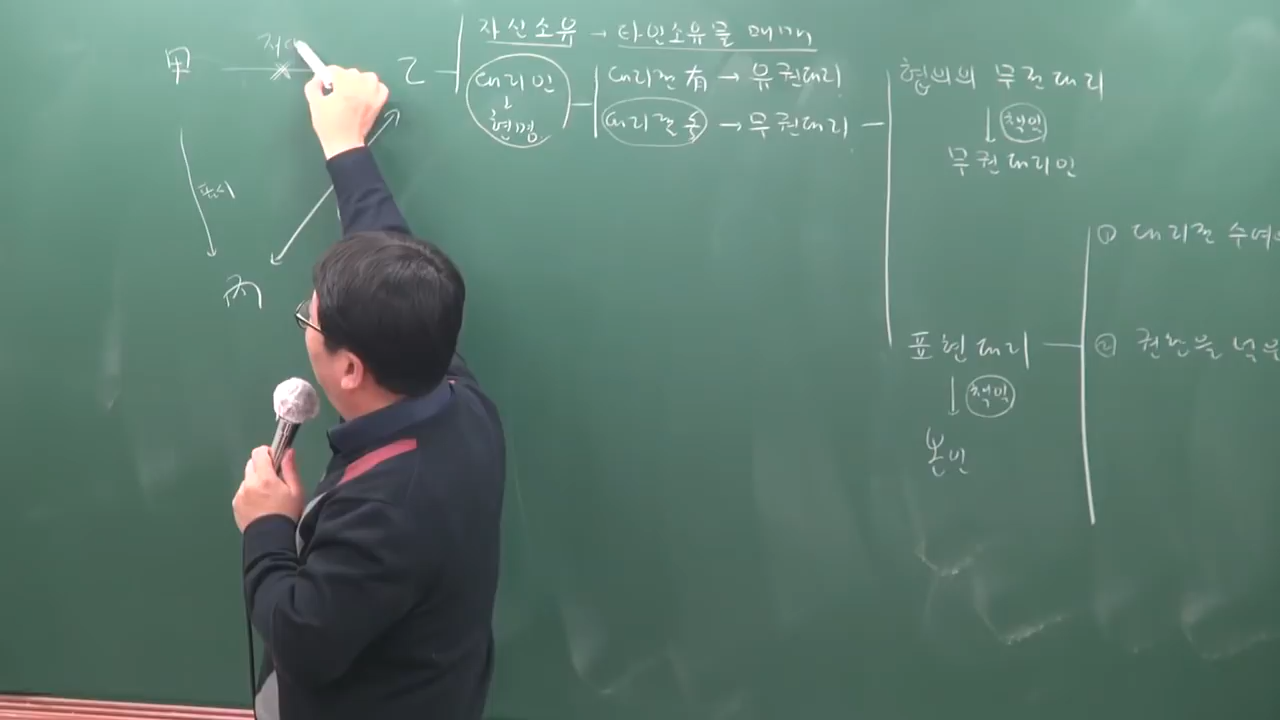 甲
乙
자신소유 → 타인소유물매매
대리인
현명
대리권有 → 유권대리
대리권 → 무권대리
협의의 무권대리
책임
무권대리인
표시
丙
① 대리권 수여
표현대리
② 권한을 넘은
책임
본인